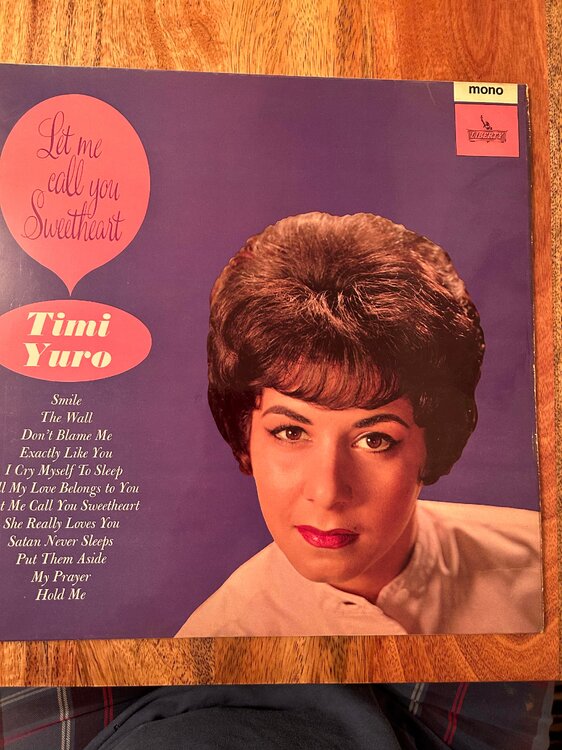 mono
LIBERTY
Let me
call you
Sweetheart
Timi
Yuro
Smile
The Wall
Don't Blame Me
Exactly Like You
I Cry Myself To Sleep
ll My Love Belongs to You
t Me Call You Sweetheart
She Really Loves You
Satan Never Sleeps
Put Them Aside
My Prayer
Hold Me